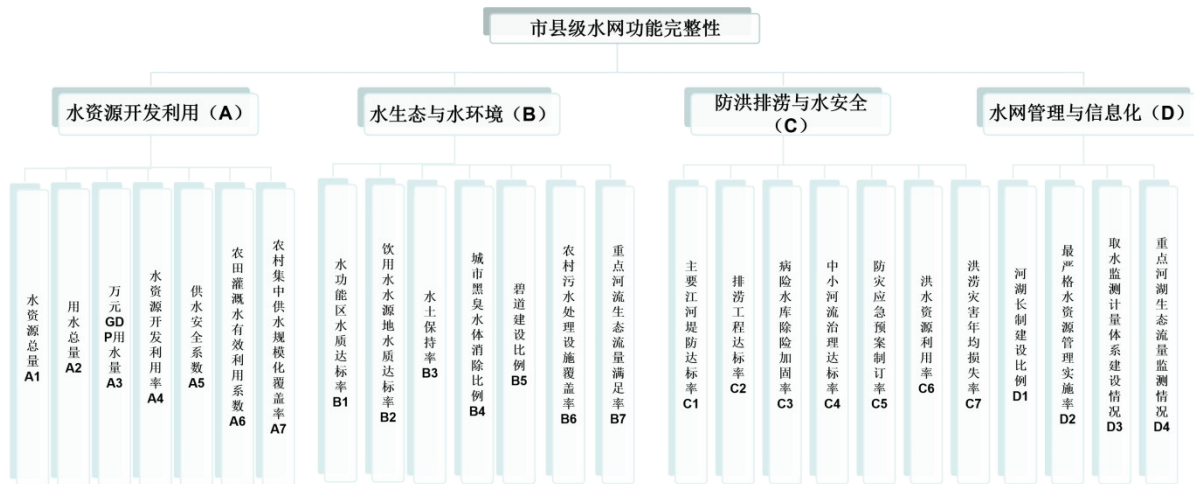 市县级水网功能完整性
水资源开发利用（A）
水生态与水环境（B）
防洪排涝与水安全
（C）
水网管理与信息化（D）
水资源总量A1
用水总量A2
万元GDP用水量A3
水资源开发利用率A4
供水安全系数A5
农田灌溉水有效利用系数A6
农村集中供水规模化覆盖率A7
水功能区水质达标率B1
饮用水水源地水质达标率B2
水土保持率B3
城市黑臭水体消除比例B4
碧道建设比例B5
农村污水处理设施覆盖率B6
重点河流生态流量满足率B7
主要江河堤防达标率C1
排涝工程达标率C2
病险水库除险加固率C3
中小河流治理达标率C4
防灾应急预案制订率C5
洪水资源利用率C6
洪涝灾害年均损失率C7
河湖长制建设比例D1
最严格水资源管理实施率D2
取水监测计量体系建设情况D3
重点河湖生态流量监测情况D4